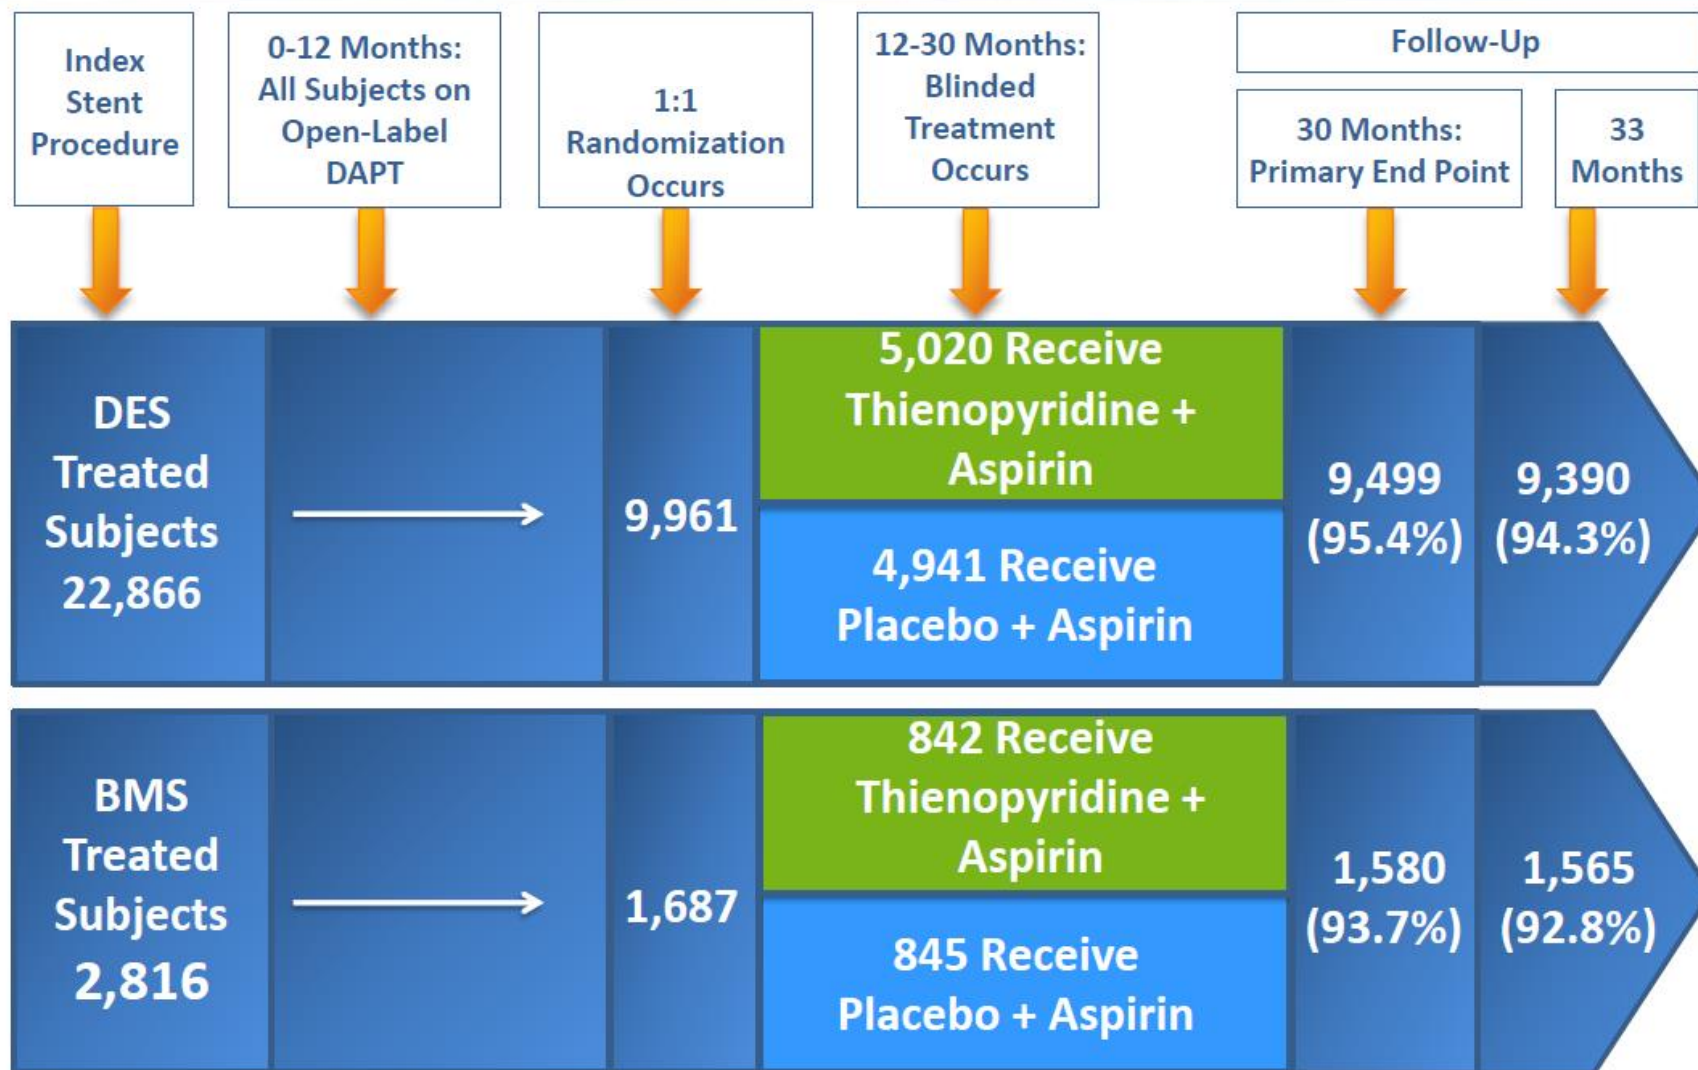 Index
Stent
Procedure
0-12 Months:
All Subjects on
Open-Label
DAPT
1:1
Randomization
Occurs
12-30 Months:
Blinded
Treatment
Occurs
Follow-Up
30 Months:
Primary End Point
33
Months
DES
Treated
Subjects
22,866
9,961
5,020 Receive
Thienopyridine +
Aspirin
4,941 Receive
Placebo + Aspirin
9,499
(95.4%)
9,390
(94.3%)
BMS
Treated
Subjects
2,816
1,687
842 Receive
Thienopyridine +
Aspirin
845 Receive
Placebo + Aspirin
1,580
(93.7%)
1,565
(92.8%)